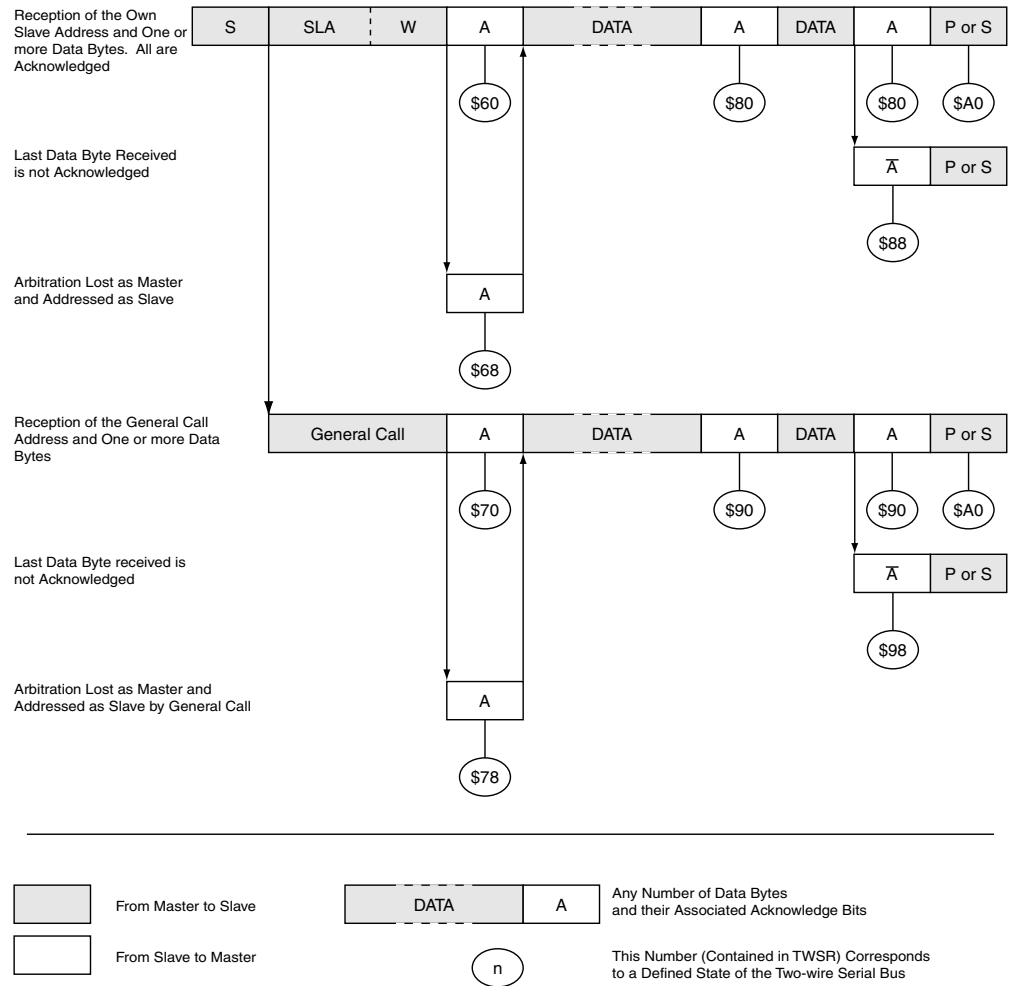 Reception of the Own
Slave Address and One or
more Data Bytes. All are
Acknowledged
S SLA W A DATA A DATA A P or S
$60 $80 $80 $A0
Last Data Byte Received
is not Acknowledged
A̅ P or S
$88
Arbitration Lost as Master
and Addressed as Slave
A
$68
Reception of the General Call
Address and One or more Data
Bytes
General Call A DATA A DATA A P or S
$70 $90 $90 $A0
Last Data Byte received is
not Acknowledged
A̅ P or S
$98
Arbitration Lost as Master and
Addressed as Slave by General Call
A
$78
From Master to Slave
DATA A
Any Number of Data Bytes
and their Associated Acknowledge Bits
From Slave to Master
n
This Number (Contained in TWSR) Corresponds
to a Defined State of the Two-wire Serial Bus